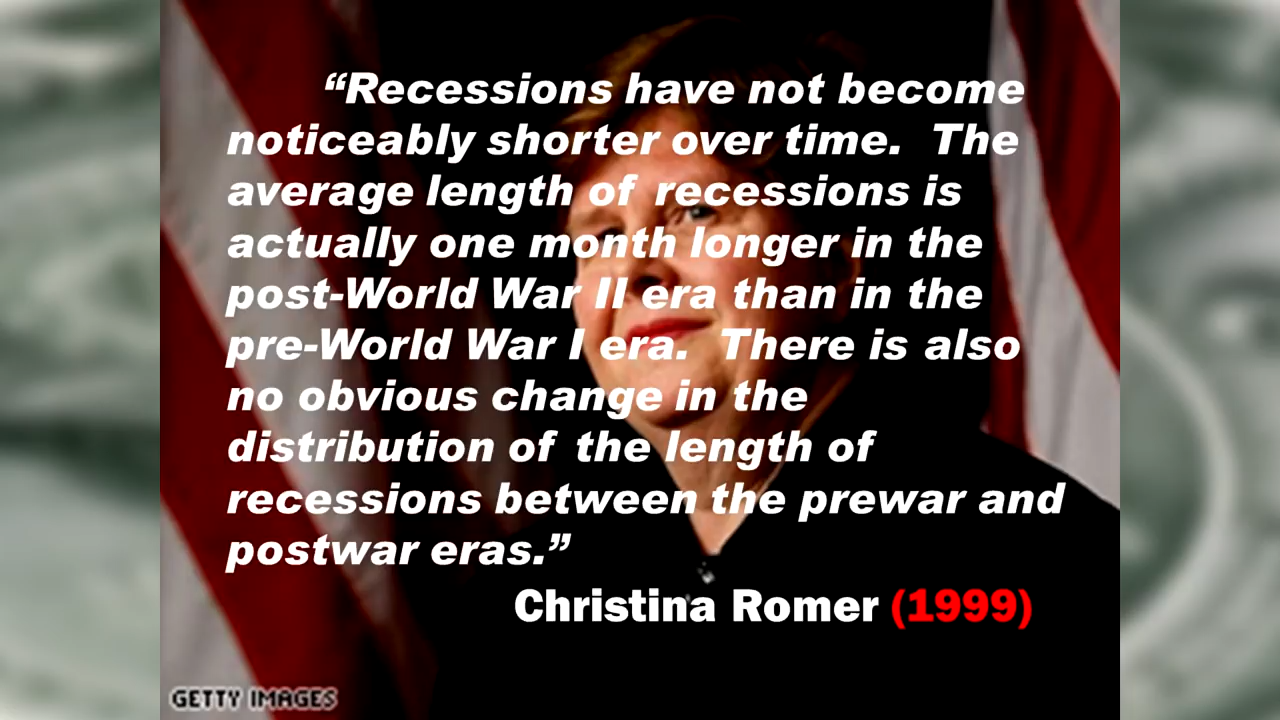 “Recessions have not become
noticeably shorter over time. The
average length of recessions is
actually one month longer in the
post-World War II era than in the
pre-World War I era. There is also
no obvious change in the
distribution of the length of
recessions between the prewar and
postwar eras.”
Christina Romer (1999)
GETTY IMAGES